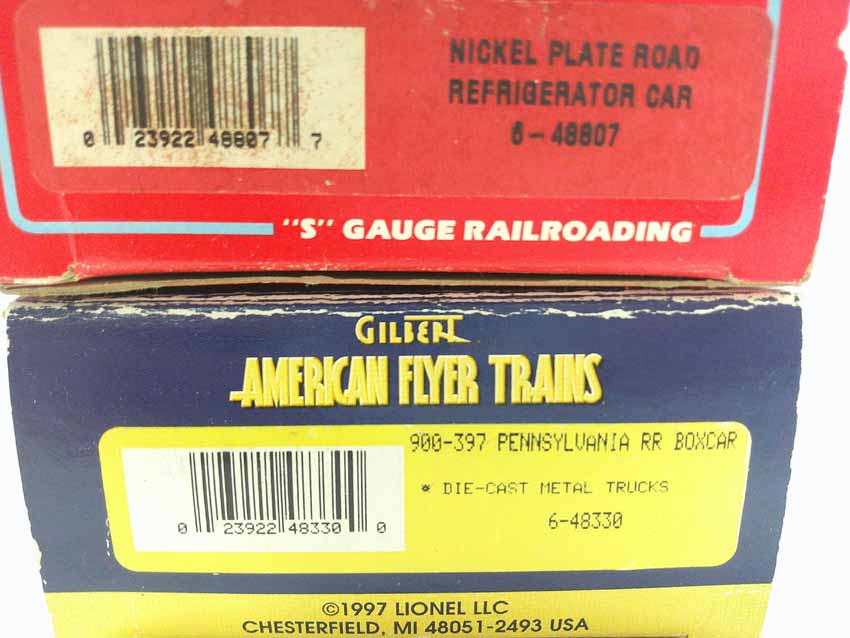 NICKEL PLATE ROAD
REFRIGERATOR CAR
6-48807
0 23922 48807 7
"S" GAUGE RAILROADING
GILBERT
AMERICAN FLYER TRAINS
900-397 PENNSYLVANIA RR BOXCAR
* DIE-CAST METAL TRUCKS
6-48330
0 23922 48330 0
©1997 LIONEL LLC
CHESTERFIELD, MI 48051-2493 USA